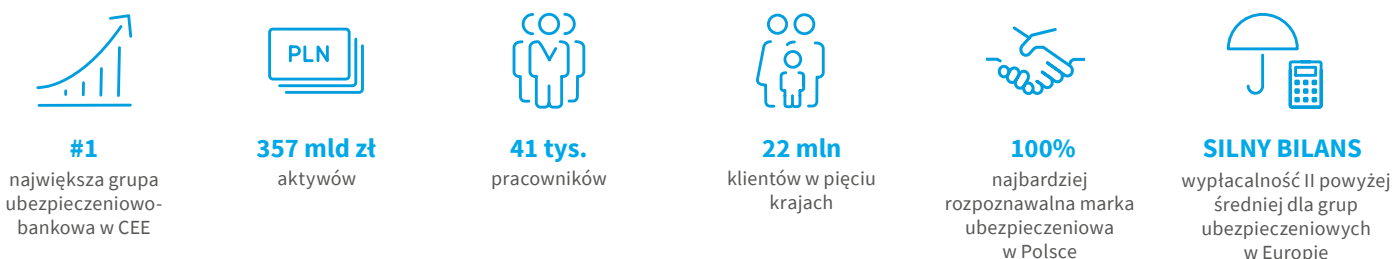 PLN
#1
największa grupa
ubezpieczeniowo-
bankowa w CEE
357 mld zł
aktywów
41 tys.
pracowników
22 mln
klientów w pięciu
krajach
100%
najbardziej
rozpoznawalna marka
ubezpieczeniowa
w Polsce
SILNY BILANS
wypłacalność II powyżej
średniej dla grup
ubezpieczeniowych
w Europie